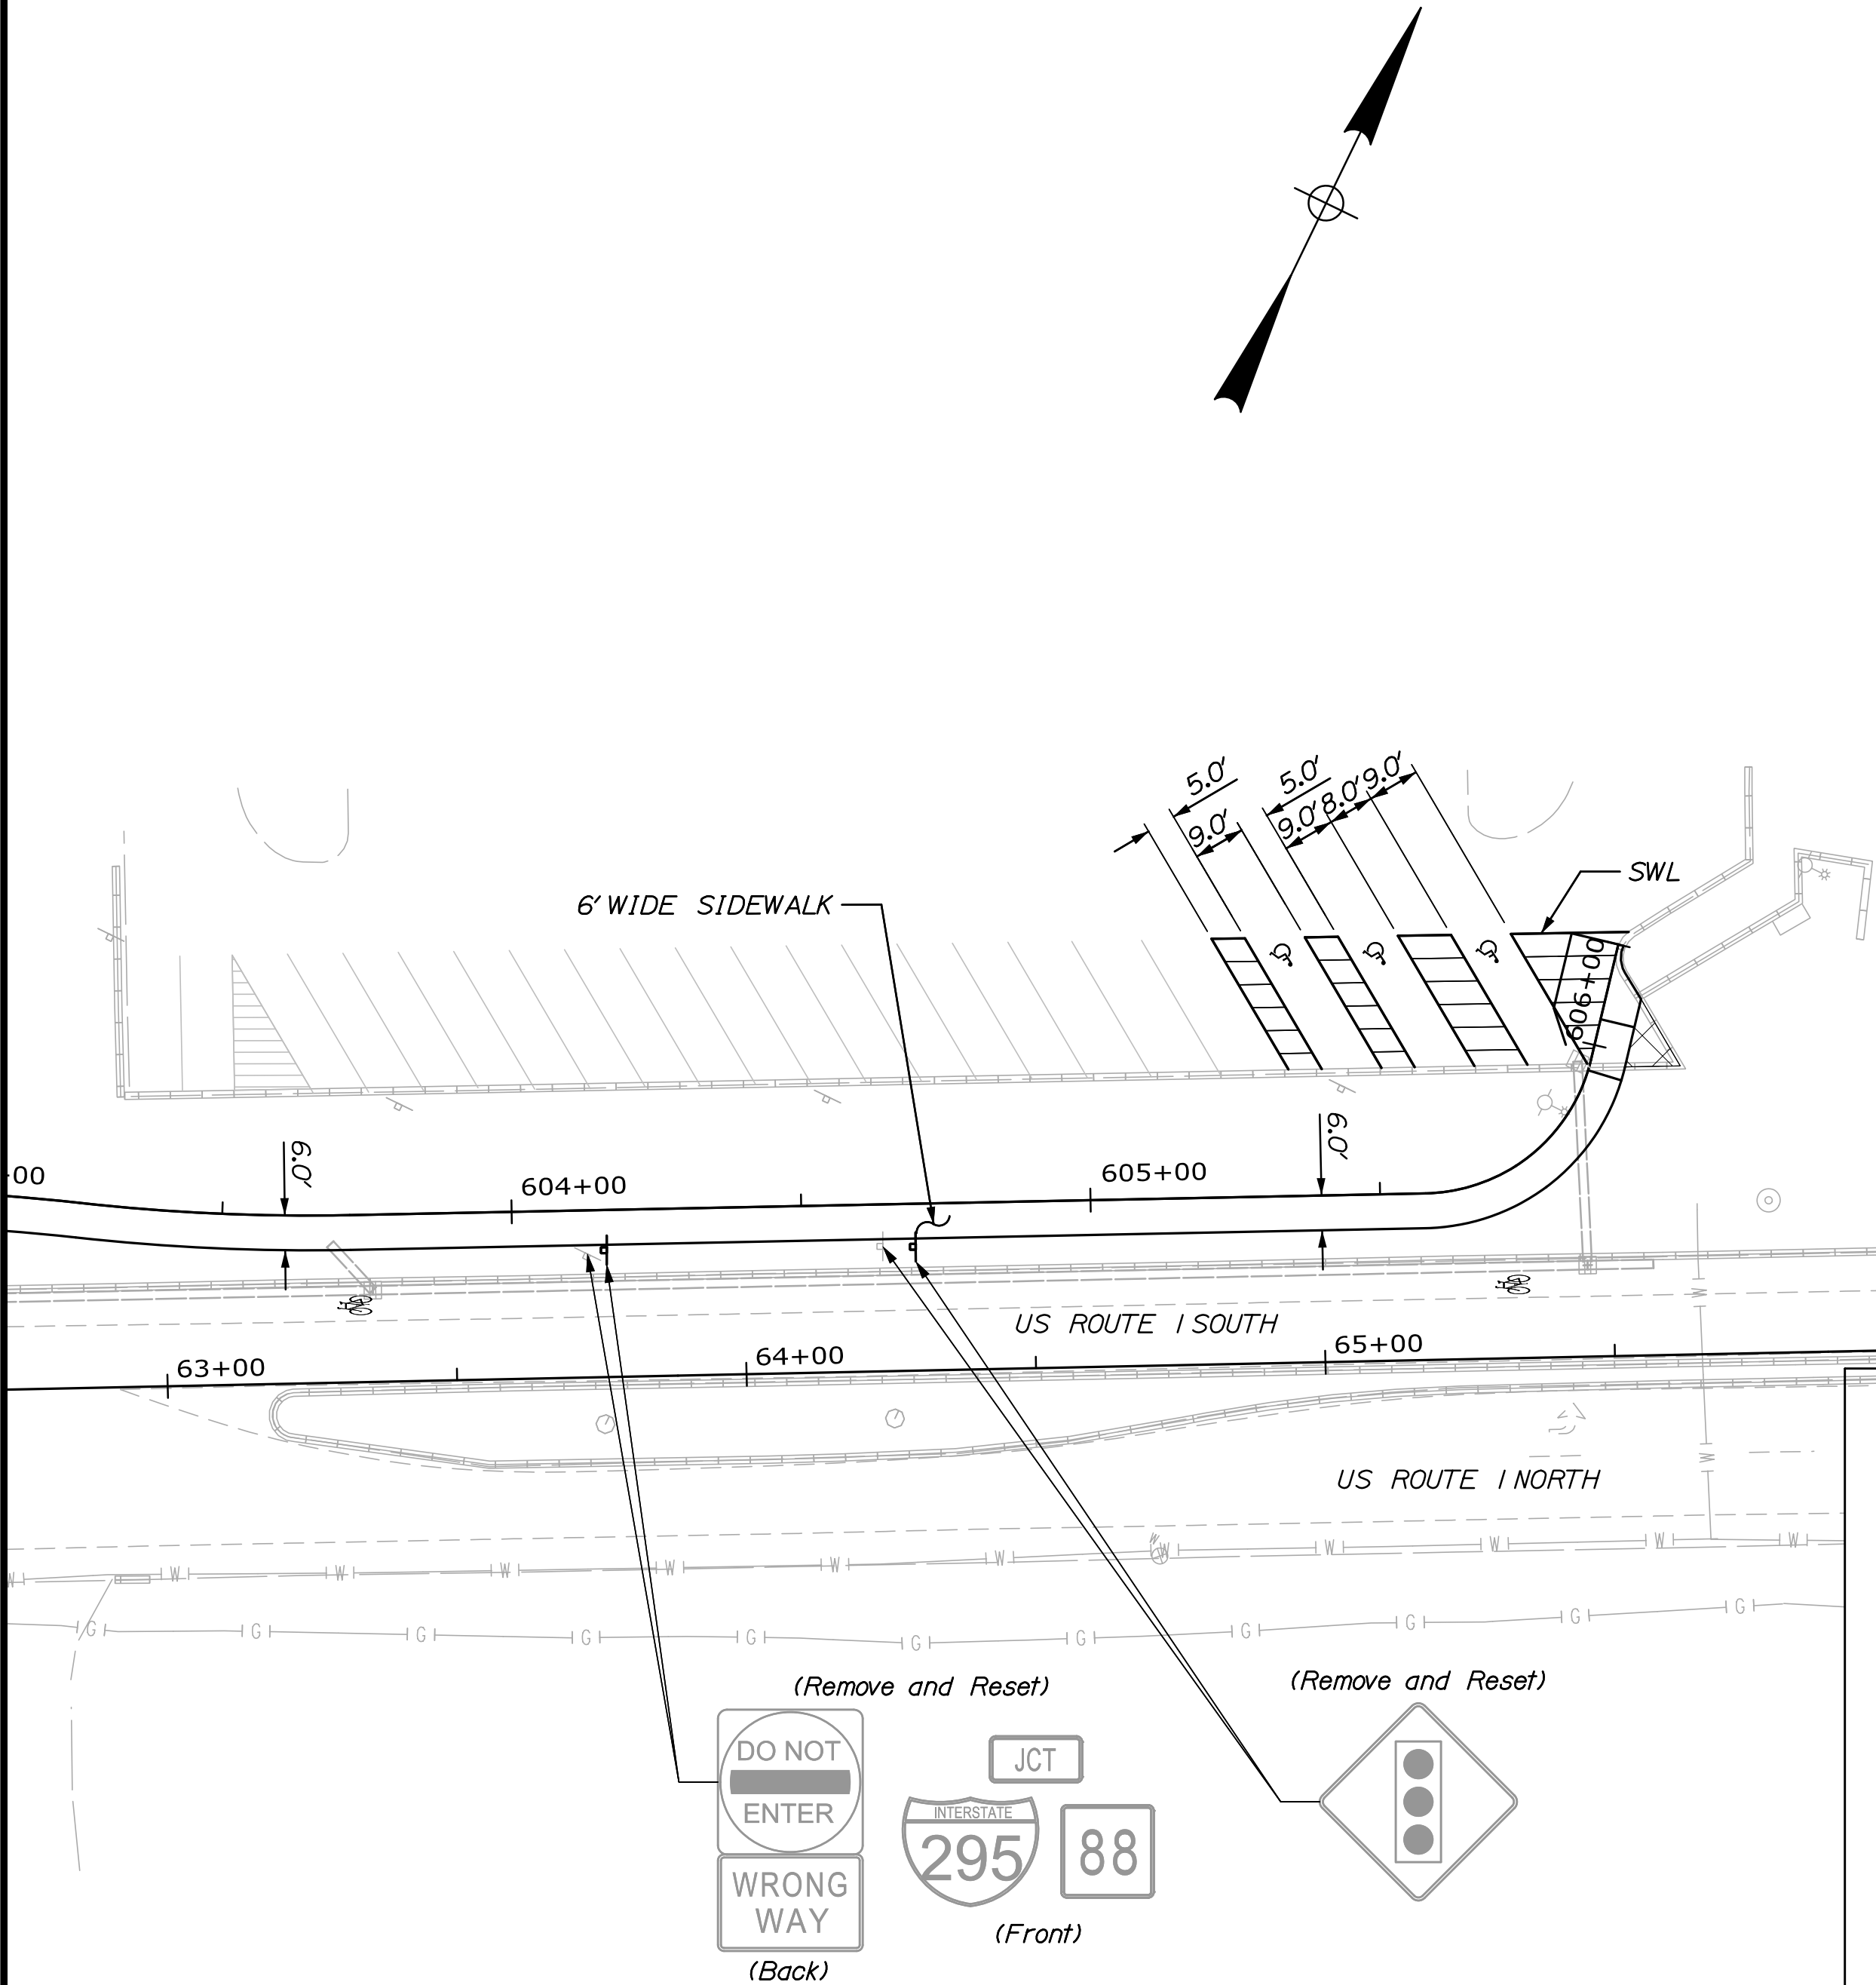 5.0'
5.0'
9.0'
9.0'
8.0'
9.0'
SWL
6' WIDE SIDEWALK
606+00
6.0'
6.0'
+00
604+00
605+00
US ROUTE 1 SOUTH
63+00
64+00
65+00
US ROUTE 1 NORTH
W
W
W
W W W W W W W W W W W
G G G G G G G G G G G
(Remove and Reset)
(Remove and Reset)
DO NOT
ENTER
WRONG
WAY
(Back)
JCT
INTERSTATE
295
88
(Front)